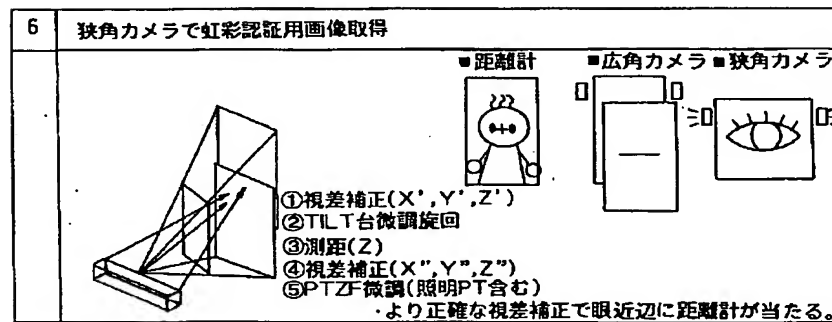 6 狭角カメラで虹彩認証用画像取得
■距離計 ■広角カメラ ■狭角カメラ
①視差補正(X',Y',Z')
②TILT台微調旋回
③測距(Z)
④視差補正(X",Y",Z")
⑤PTZF微調(照明PT含む)
・より正確な視差補正で眼近辺に距離計が当たる。